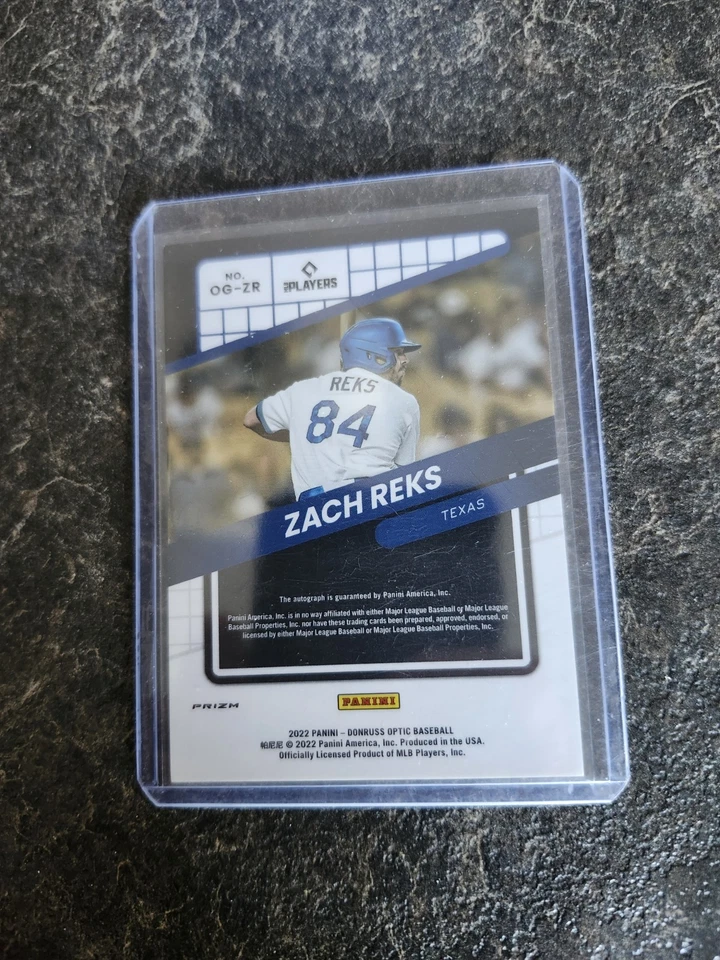 NO.
OG-ZR
MLB PLAYERS
REKS
84
ZACH REKS
TEXAS
The autograph is guaranteed by Panini America, Inc.
Panini America, Inc. is in no way affiliated with either Major League Baseball or Major League
Baseball Properties, Inc. nor have these trading cards been prepared, approved, endorsed, or
licensed by either Major League Baseball or Major League Baseball Properties, Inc.
PRIZM
PANINI
2022 PANINI – DONRUSS OPTIC BASEBALL
帕尼尼 © 2022 Panini America, Inc. Produced in the USA.
Officially Licensed Product of MLB Players, Inc.